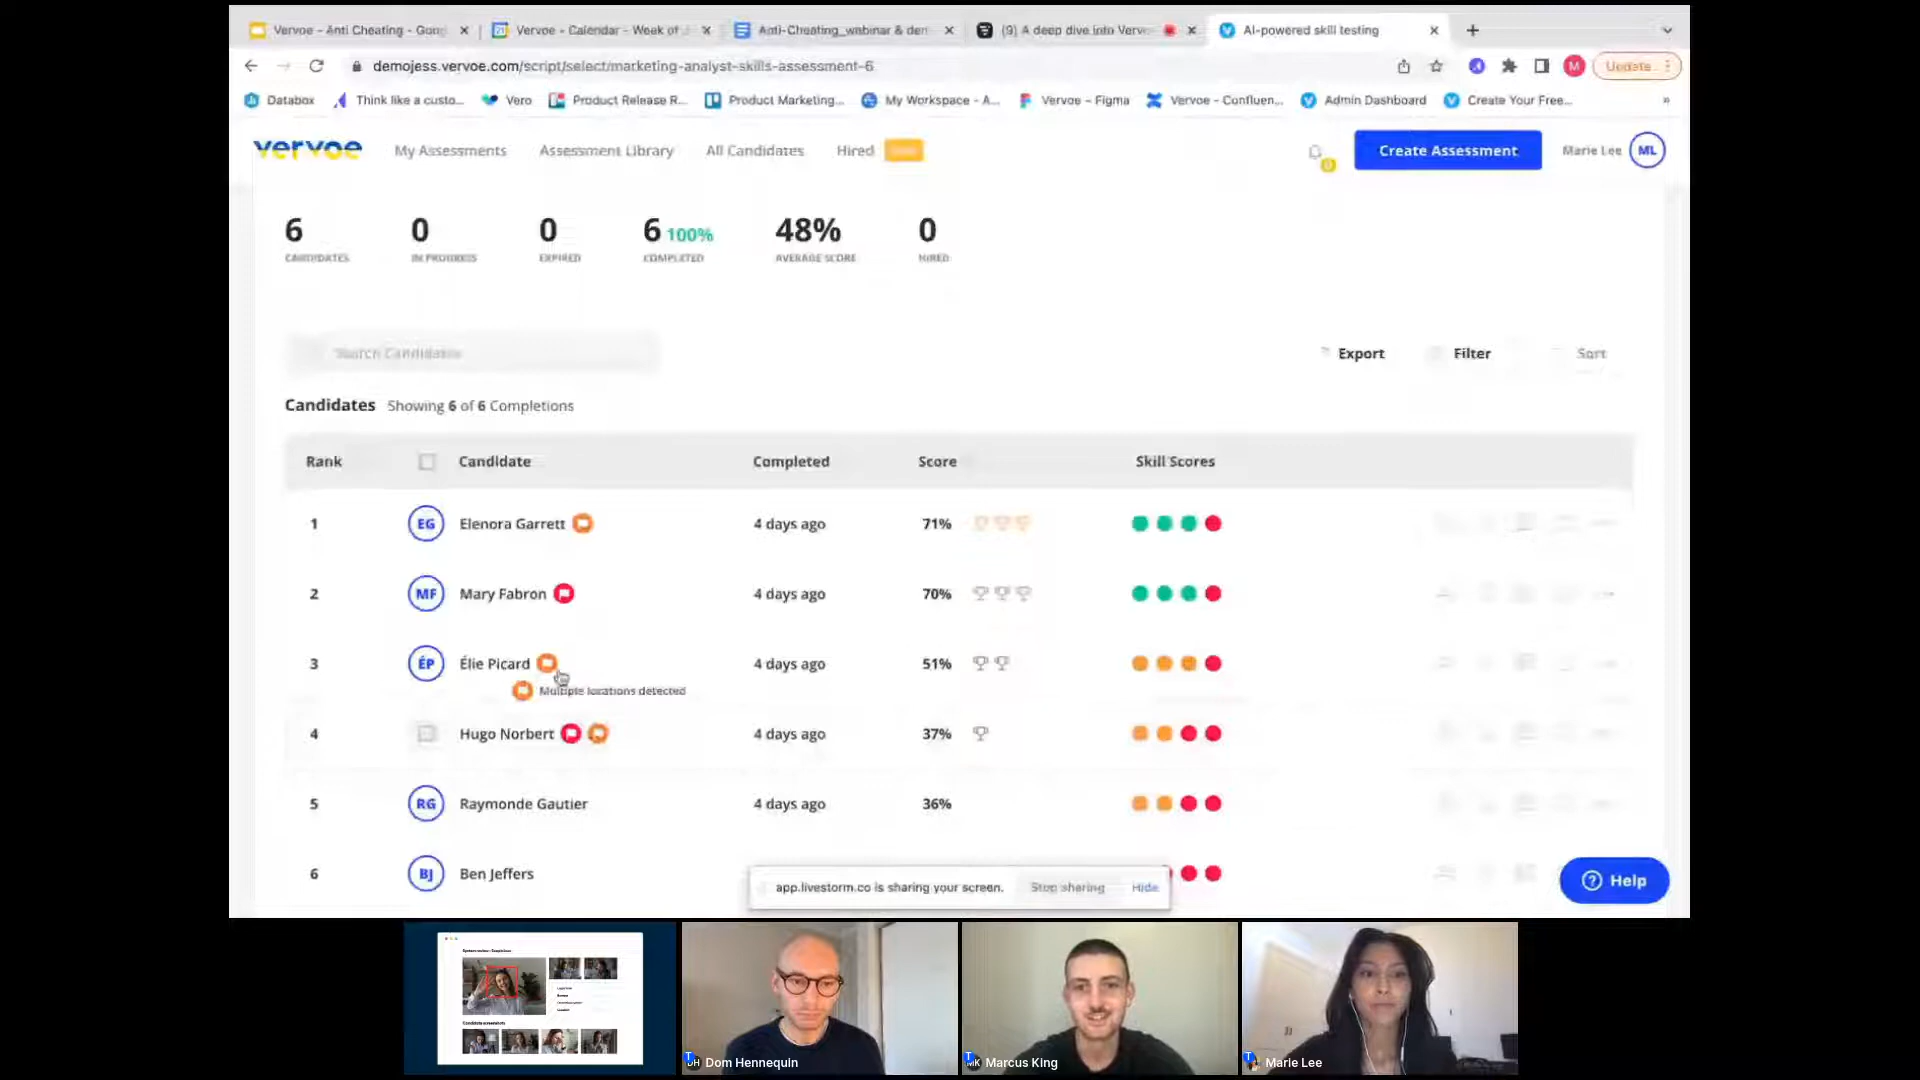 Vervoe - Anti Cheating - Goog
Vervoe - Calendar - Week of J
Anti-Cheating_webinar & den
(9) A deep dive into Vervo
AI-powered skill testing
demojess.vervoe.com/script/select/marketing-analyst-skills-assessment-6
M
Update
Databox
Think like a custo...
Vero
Product Release R...
Product Marketing...
My Workspace - A...
Vervoe – Figma
Vervoe - Confluen...
Admin Dashboard
Create Your Free...
»
vervoe
My Assessments
Assessment Library
All Candidates
Hired
Create Assessment
Marie Lee
ML
6
0
0
6 100%
48%
0
CANDIDATES
IN PROGRESS
EXPIRED
COMPLETED
AVERAGE SCORE
HIRED
Search Candidates
Export
Filter
Sort
Candidates Showing 6 of 6 Completions
Rank
Candidate
Completed
Score
Skill Scores
1
EG
Elenora Garrett
4 days ago
71%
2
MF
Mary Fabron
4 days ago
70%
3
ÉP
Élie Picard
4 days ago
51%
Multiple locations detected
4
Hugo Norbert
4 days ago
37%
5
RG
Raymonde Gautier
4 days ago
36%
6
BJ
Ben Jeffers
app.livestorm.co is sharing your screen.
Stop sharing
Hide
Help
Candidate screenshots
DH
Dom Hennequin
MK
Marcus King
Marie Lee